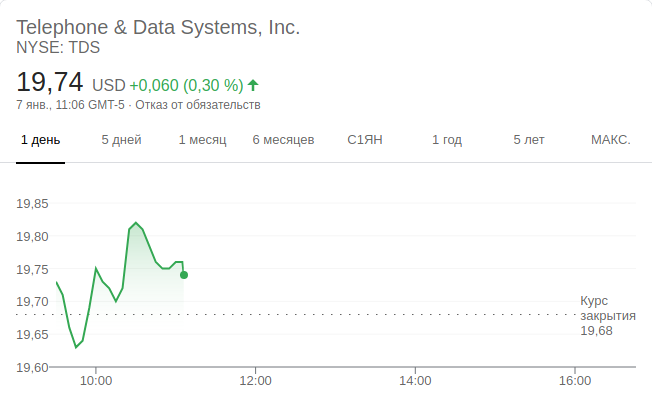 Telephone & Data Systems, Inc.
NYSE: TDS
19,74 USD +0,060 (0,30 %)
7 янв., 11:06 GMT-5 · Отказ от обязательств
1 день 5 дней 1 месяц 6 месяцев С1ЯН 1 год 5 лет МАКС.
19,85
19,80
19,75
19,70
19,65
19,60
Курс
закрытия
19,68
10:00 12:00 14:00 16:00